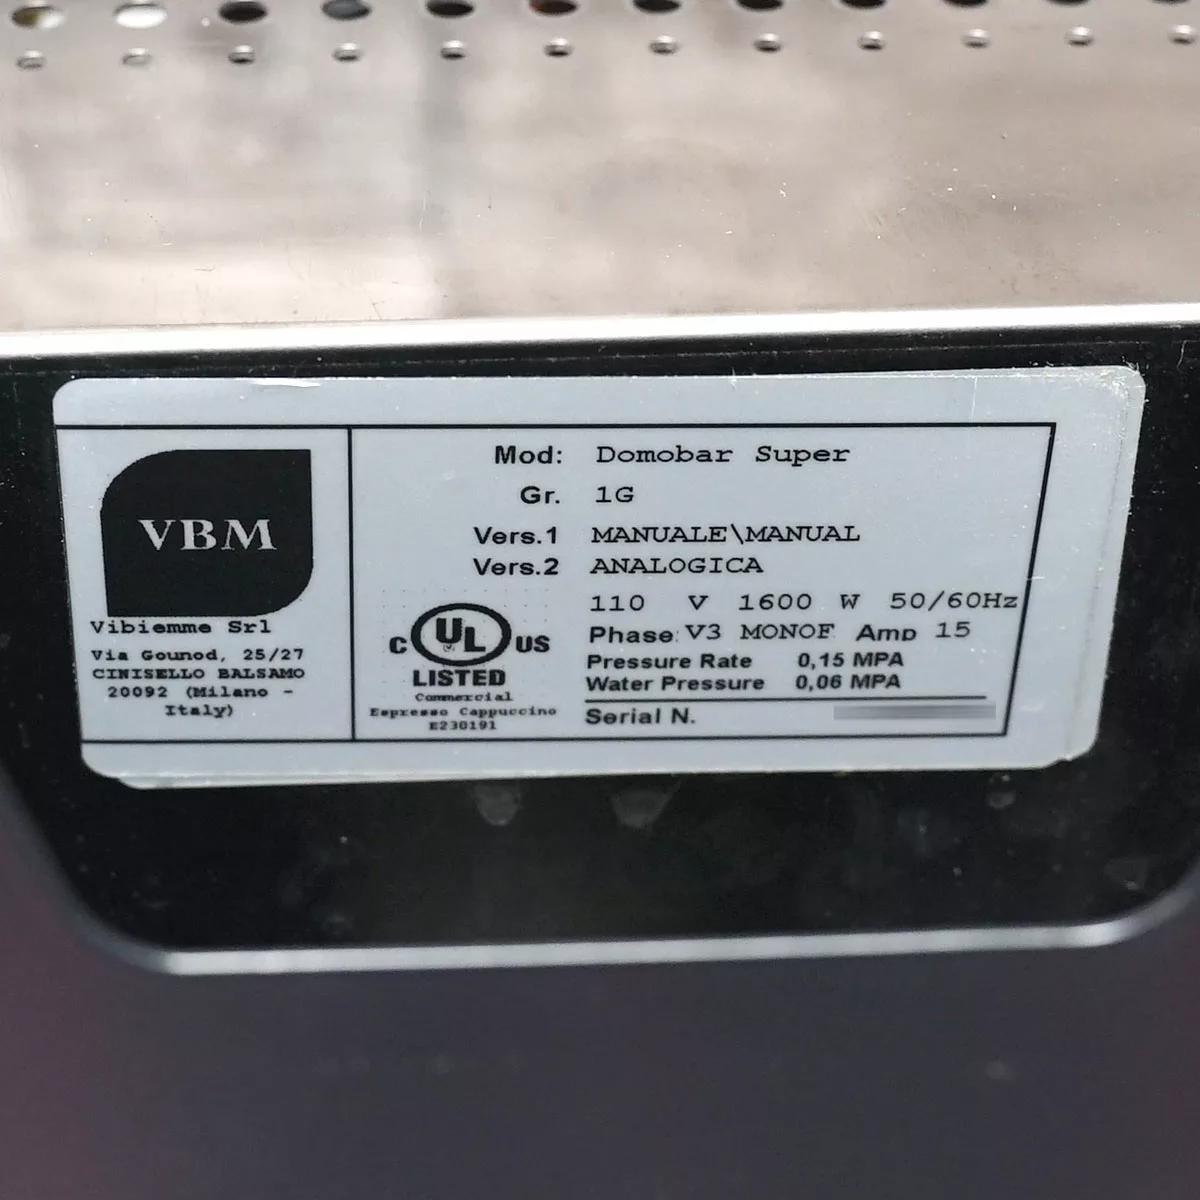 VBM
Vibiemme Srl
Via Gounod, 25/27
CINISELLO BALSAMO
20092 (Milano -
Italy)
Mod: Domobar Super
Gr. 1G
Vers.1 MANUALE\MANUAL
Vers.2 ANALOGICA
110 V 1600 W 50/60Hz
Phase: V3 MONOF Amp 15
Pressure Rate 0,15 MPA
Water Pressure 0,06 MPA
Serial N.
C UL US
LISTED
Commercial
Espresso Cappuccino
E230191